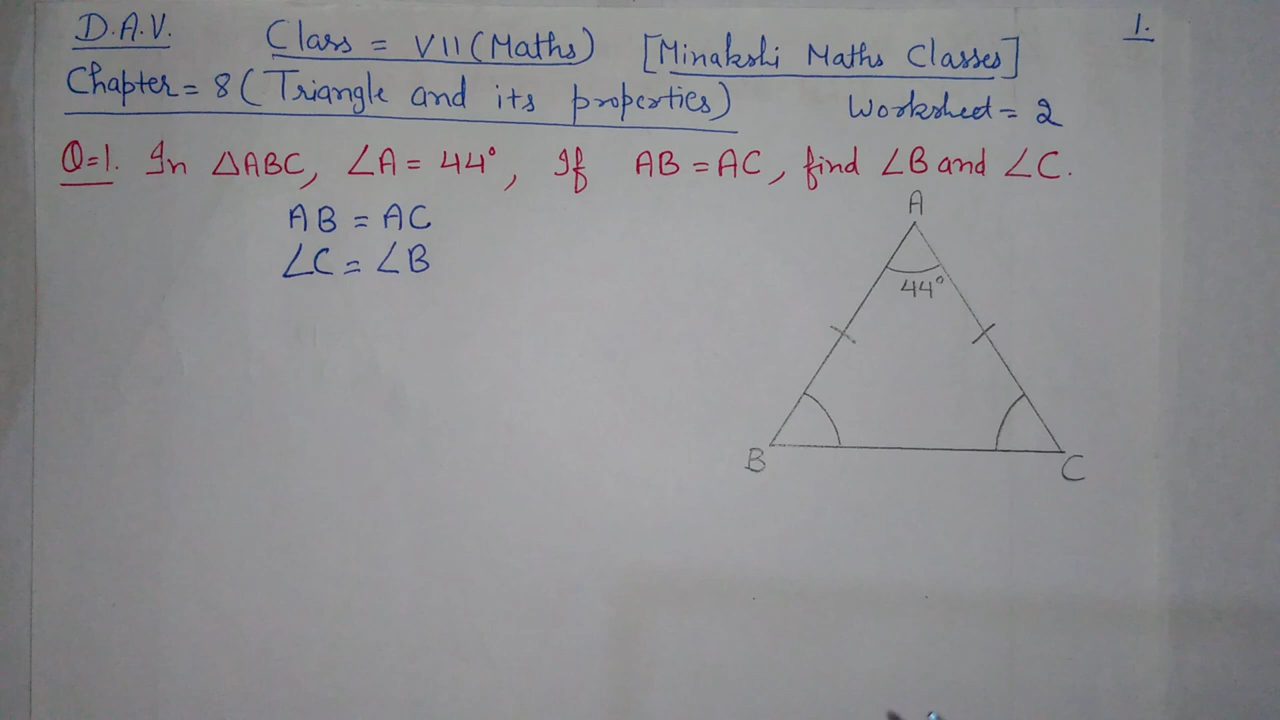 D.A.V. Class = VII (Maths) [Minakshi Maths Classes] 1.
Chapter = 8 (Triangle and its properties) Worksheet = 2
Q=1. In △ABC, ∠A = 44°, If AB = AC, find ∠B and ∠C.
AB = AC
∠C = ∠B
A
44°
B
C